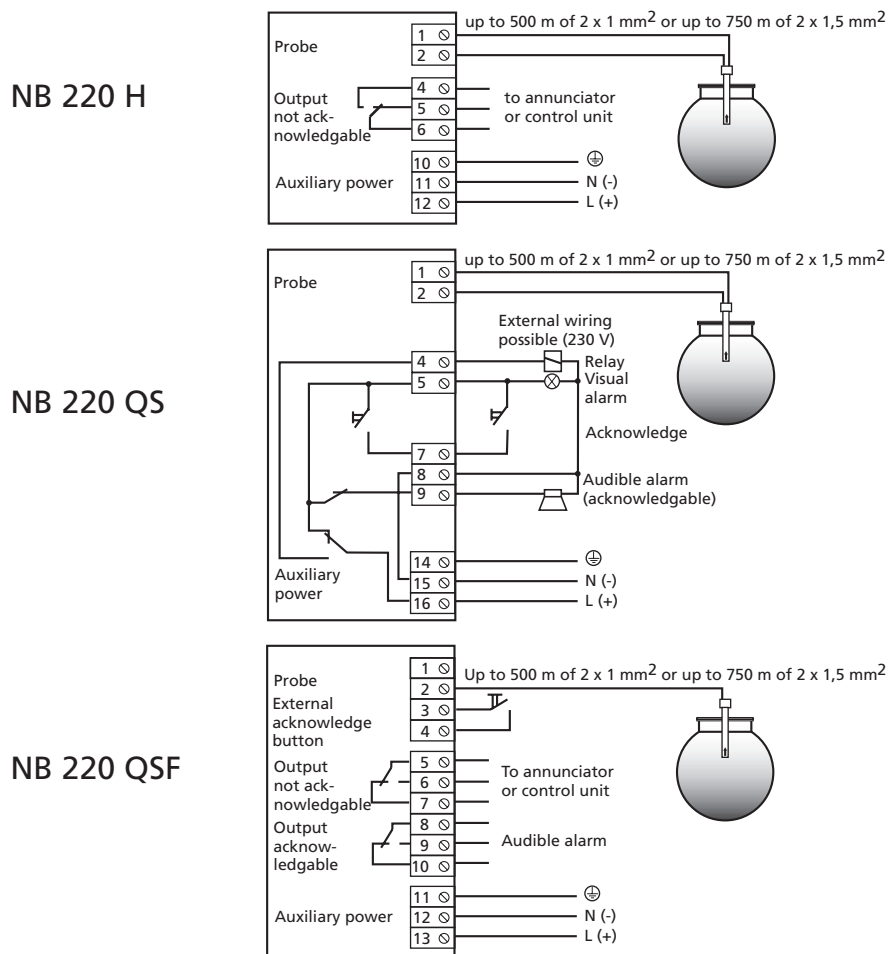 NB 220 H
Probe
1
2
up to 500 m of 2 x 1 mm² or up to 750 m of 2 x 1,5 mm²
Output
not ack-
nowledgable
4
5
6
to annunciator
or control unit
Auxiliary power
10
11 N (-)
12 L (+)
NB 220 QS
Probe
1
2
up to 500 m of 2 x 1 mm² or up to 750 m of 2 x 1,5 mm²
External wiring
possible (230 V)
4 Relay
5 Visual
alarm
Acknowledge
7
8
9
Audible alarm
(acknowledgable)
Auxiliary
power
14
15 N (-)
16 L (+)
NB 220 QSF
Probe
1
2
Up to 500 m of 2 x 1 mm² or up to 750 m of 2 x 1,5 mm²
External
acknowledge
button
3
4
Output
not ack-
nowledgable
5
6
7
To annunciator
or control unit
Output
acknow-
ledgable
8
9
10
Audible alarm
Auxiliary power
11
12 N (-)
13 L (+)